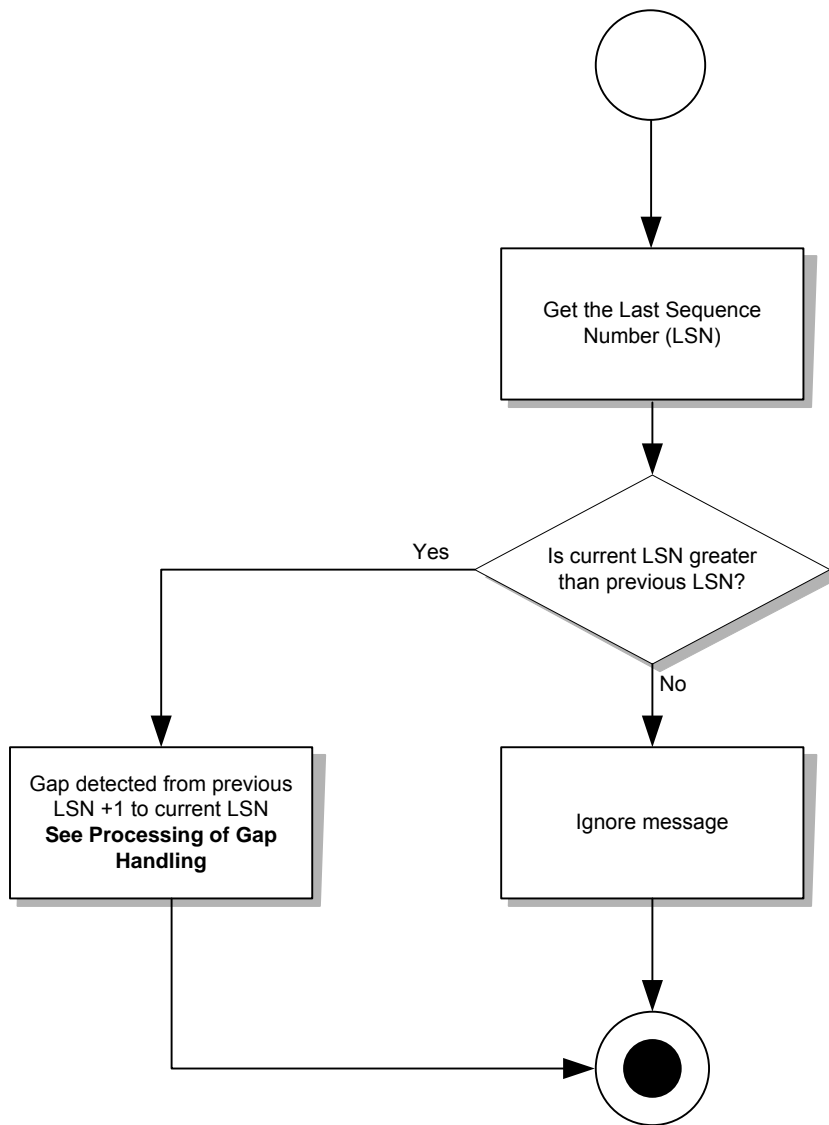 Get the Last Sequence
Number (LSN)
Is current LSN greater
than previous LSN?
Yes
No
Gap detected from previous
LSN +1 to current LSN
See Processing of Gap
Handling
Ignore message